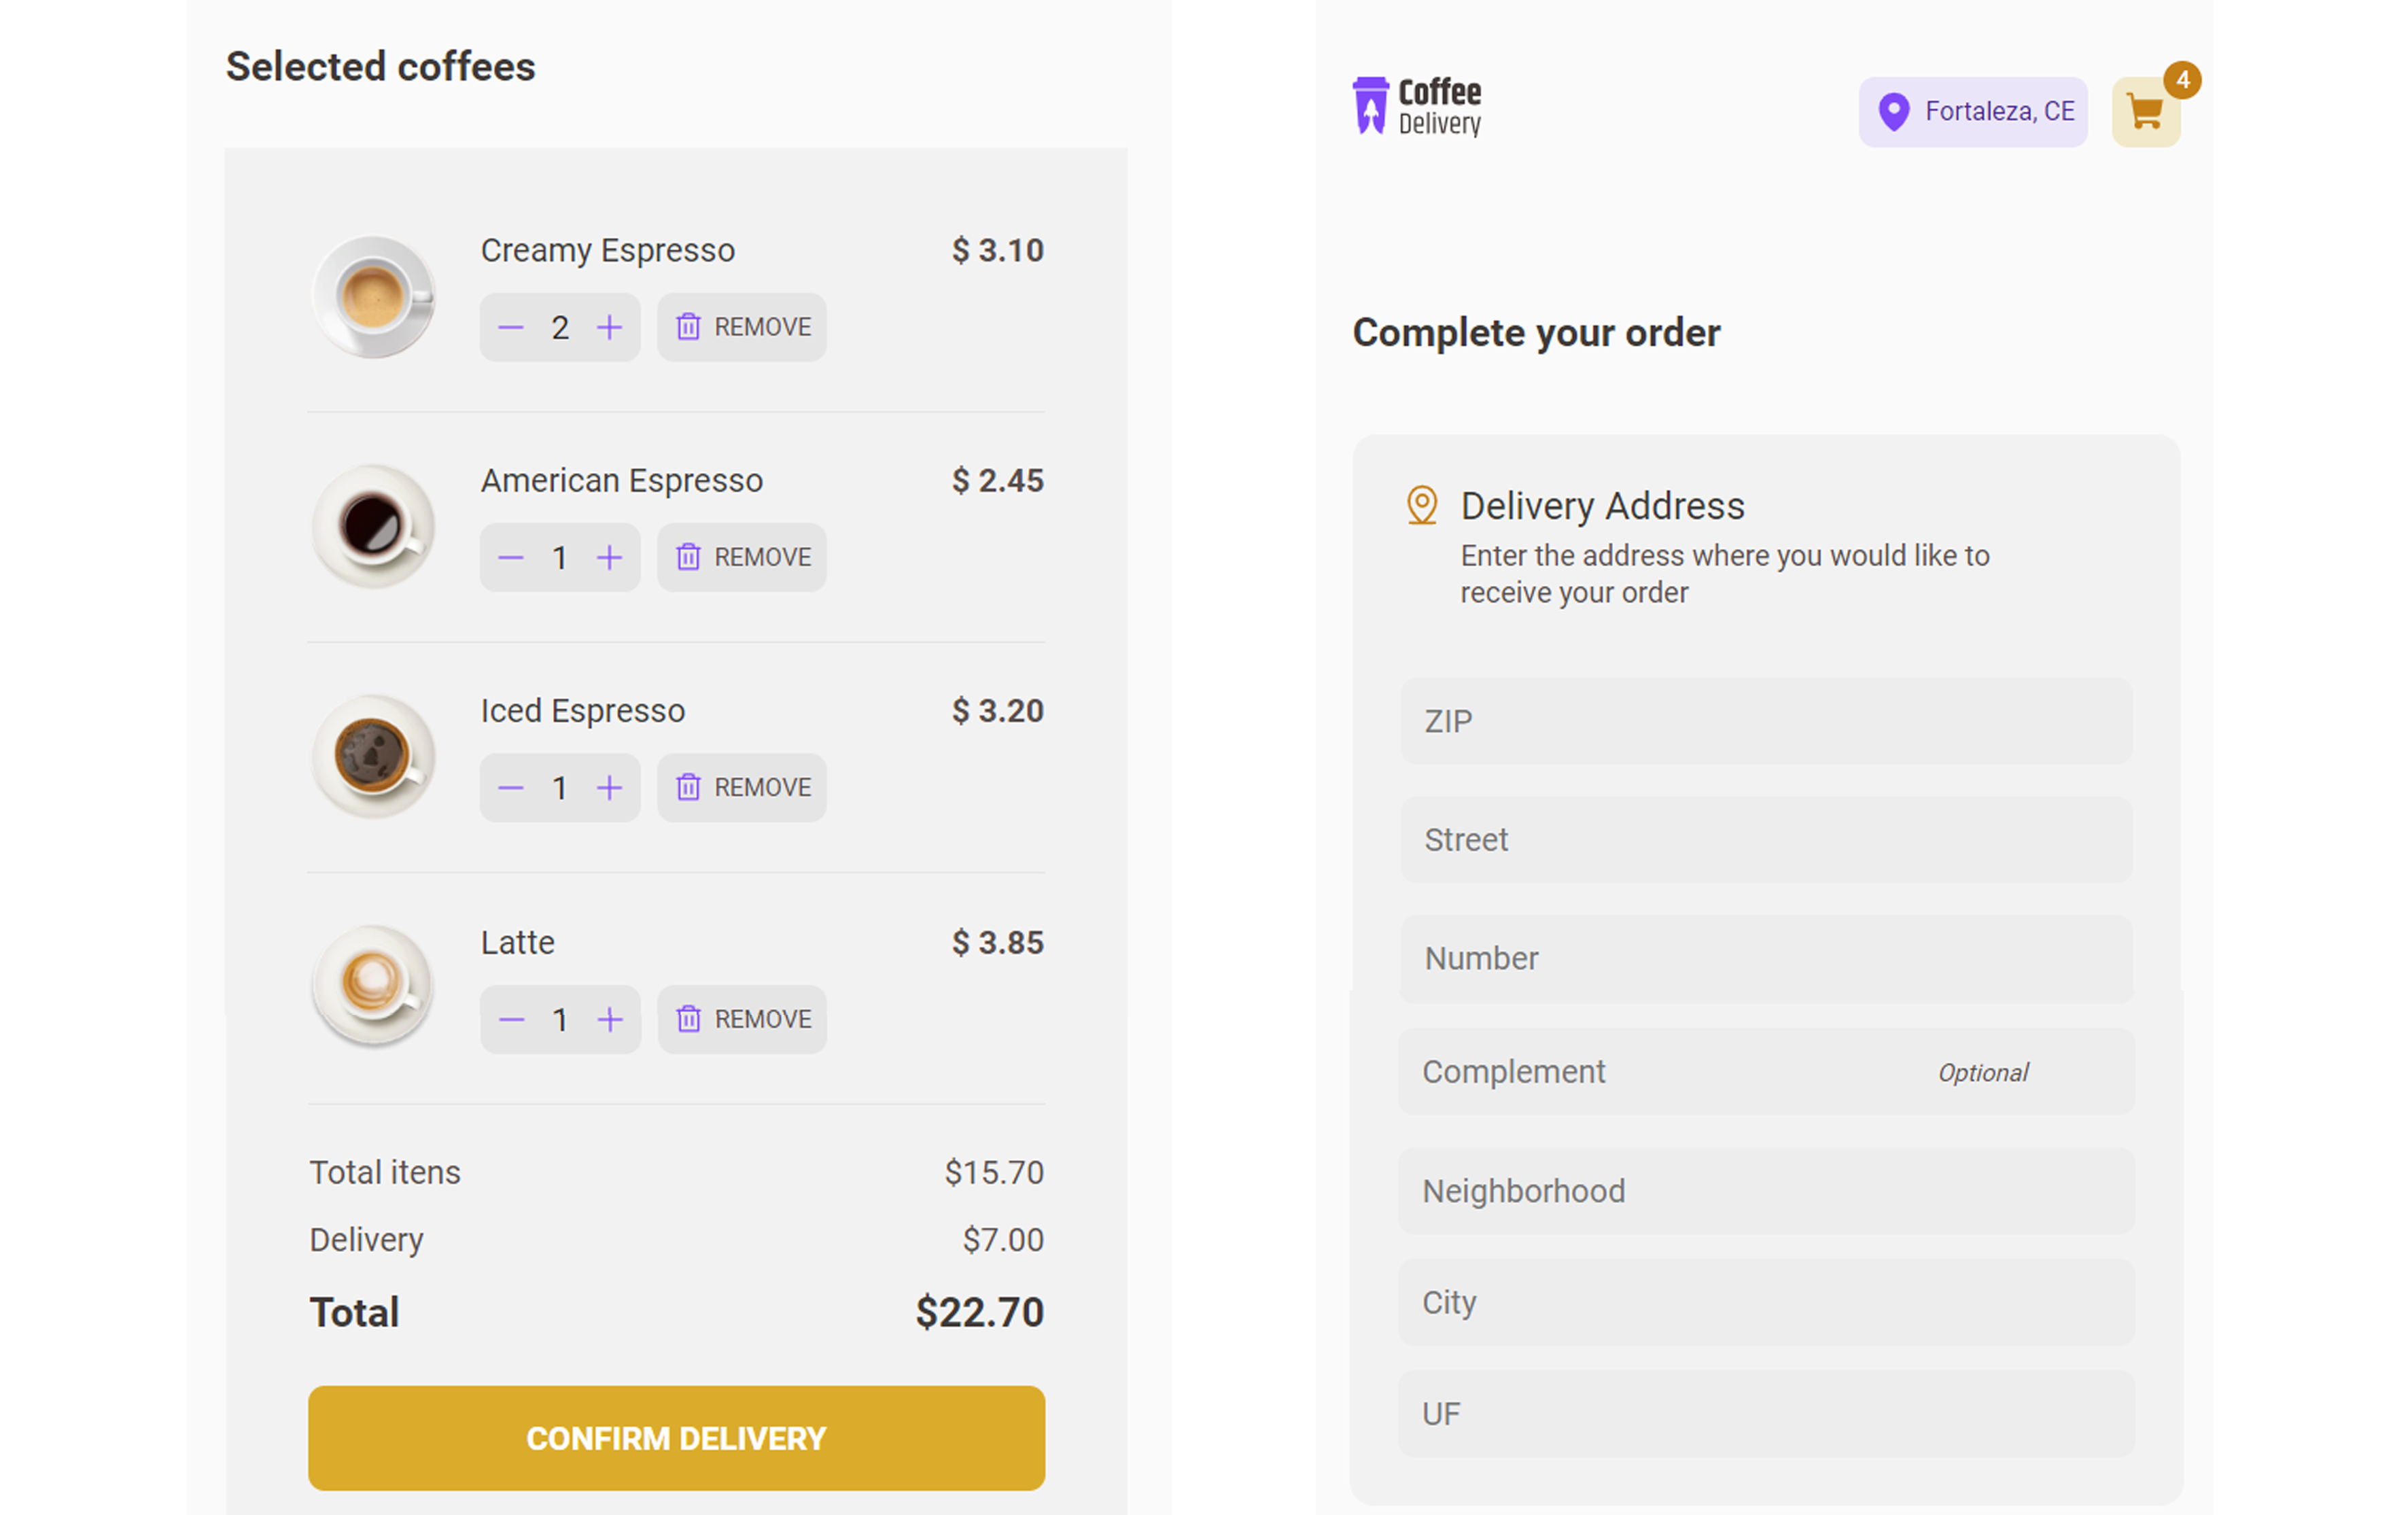 Selected coffees
Creamy Espresso $ 3.10
2 REMOVE
American Espresso $ 2.45
1 REMOVE
Iced Espresso $ 3.20
1 REMOVE
Latte $ 3.85
1 REMOVE
Total itens $15.70
Delivery $7.00
Total $22.70
CONFIRM DELIVERY
Coffee
Delivery
Fortaleza, CE
4
Complete your order
Delivery Address
Enter the address where you would like to
receive your order
ZIP
Street
Number
Complement Optional
Neighborhood
City
UF